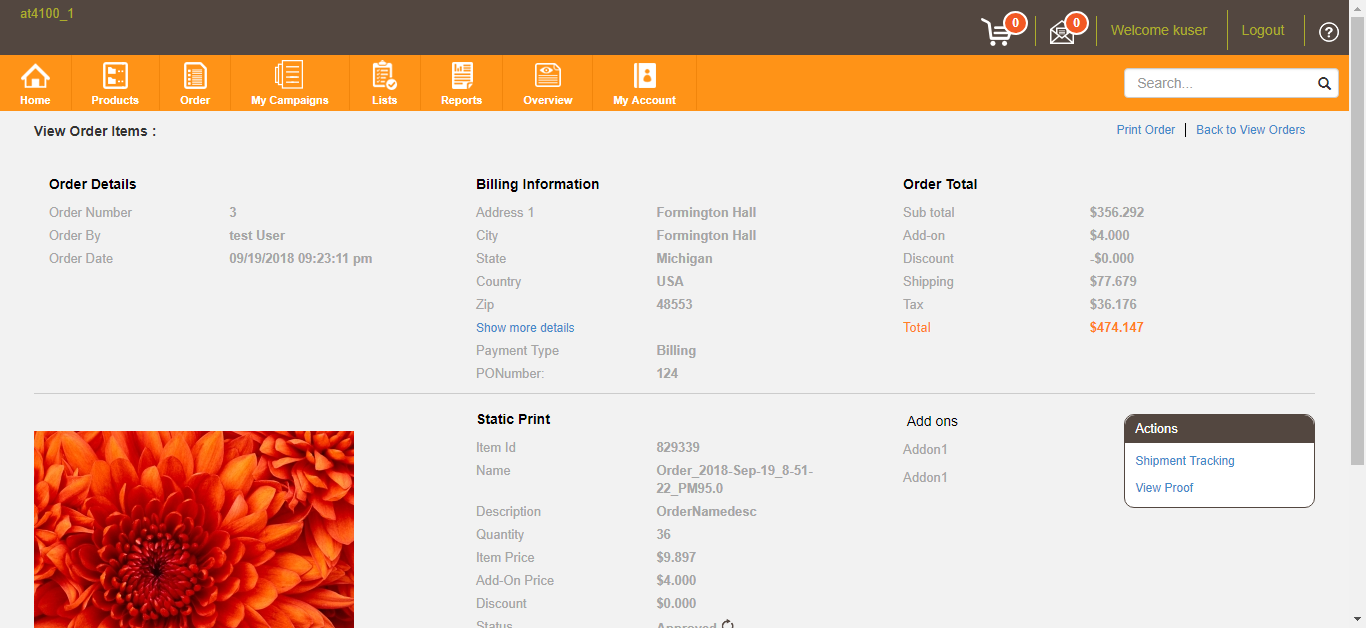 at4100_1
0
0
Welcome kuser
Logout
?
Home
Products
Order
My Campaigns
Lists
Reports
Overview
My Account
Search...
View Order Items :
Print Order | Back to View Orders
Order Details
Order Number 3
Order By test User
Order Date 09/19/2018 09:23:11 pm
Billing Information
Address 1 Formington Hall
City Formington Hall
State Michigan
Country USA
Zip 48553
Show more details
Payment Type Billing
PONumber: 124
Order Total
Sub total $356.292
Add-on $4.000
Discount -$0.000
Shipping $77.679
Tax $36.176
Total $474.147
Static Print
Item Id 829339
Name Order_2018-Sep-19_8-51-
22_PM95.0
Description OrderNamedesc
Quantity 36
Item Price $9.897
Add-On Price $4.000
Discount $0.000
Status Approved
Add ons
Addon1
Addon1
Actions
Shipment Tracking
View Proof